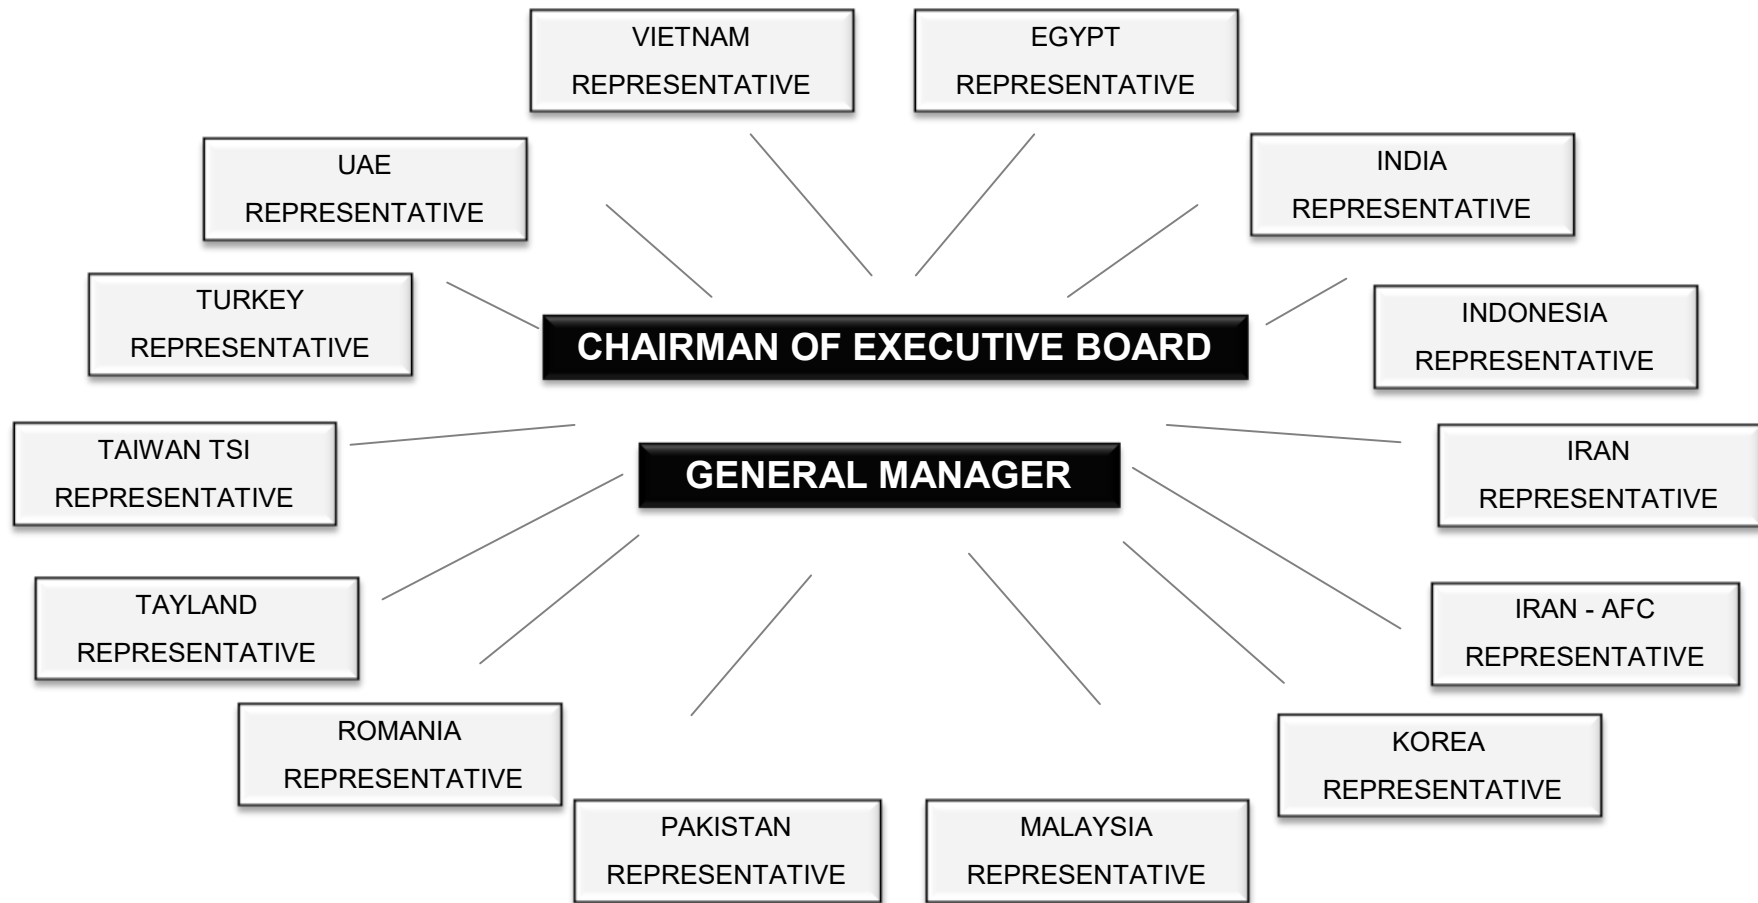 VIETNAM
REPRESENTATIVE
EGYPT
REPRESENTATIVE
UAE
REPRESENTATIVE
INDIA
REPRESENTATIVE
TURKEY
REPRESENTATIVE
INDONESIA
REPRESENTATIVE
CHAIRMAN OF EXECUTIVE BOARD
TAIWAN TSI
REPRESENTATIVE
GENERAL MANAGER
IRAN
REPRESENTATIVE
TAYLAND
REPRESENTATIVE
IRAN - AFC
REPRESENTATIVE
ROMANIA
REPRESENTATIVE
KOREA
REPRESENTATIVE
PAKISTAN
REPRESENTATIVE
MALAYSIA
REPRESENTATIVE